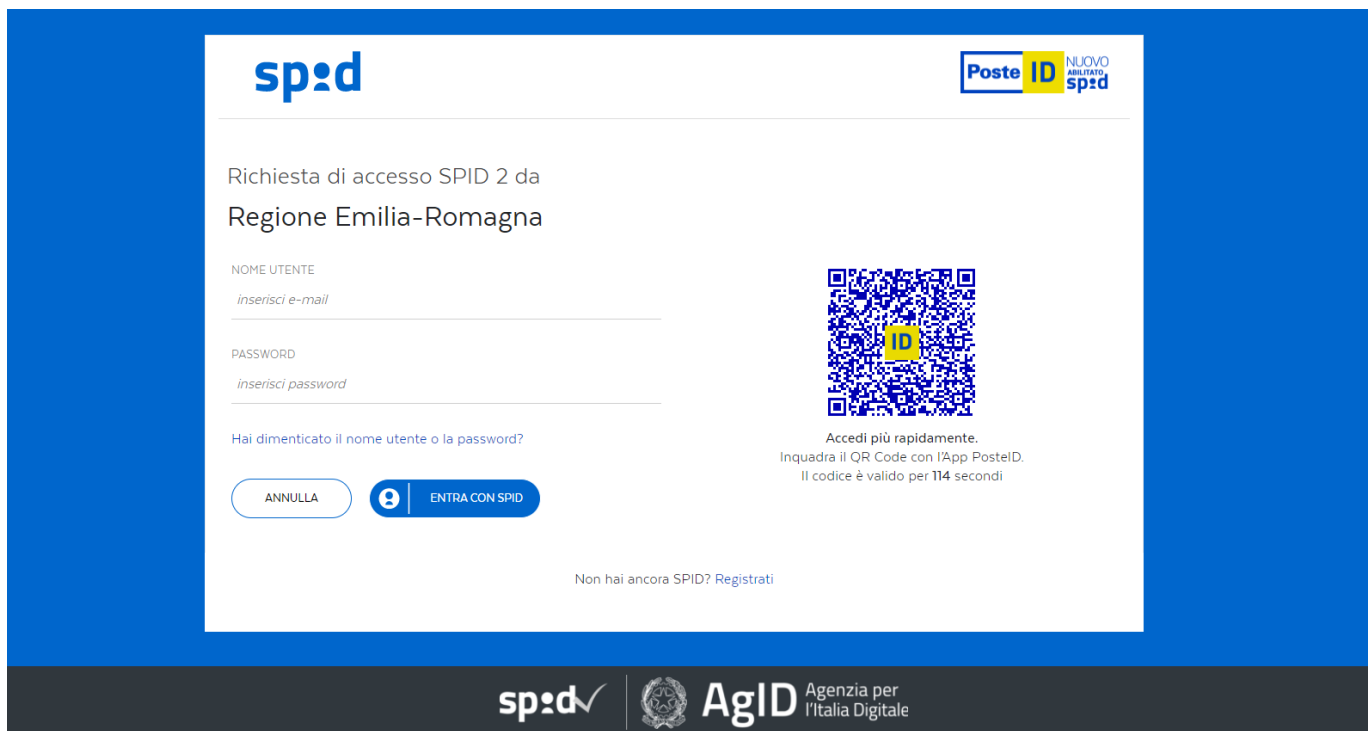 spid
Poste ID NUOVO
ABILITATO
spid
Richiesta di accesso SPID 2 da
Regione Emilia-Romagna
NOME UTENTE
inserisci e-mail
PASSWORD
inserisci password
Hai dimenticato il nome utente o la password?
ANNULLA
ENTRA CON SPID
ID
Accedi più rapidamente.
Inquadra il QR Code con l'App PosteID.
Il codice è valido per 114 secondi
Non hai ancora SPID? Registrati
spid
AgID Agenzia per
l'Italia Digitale